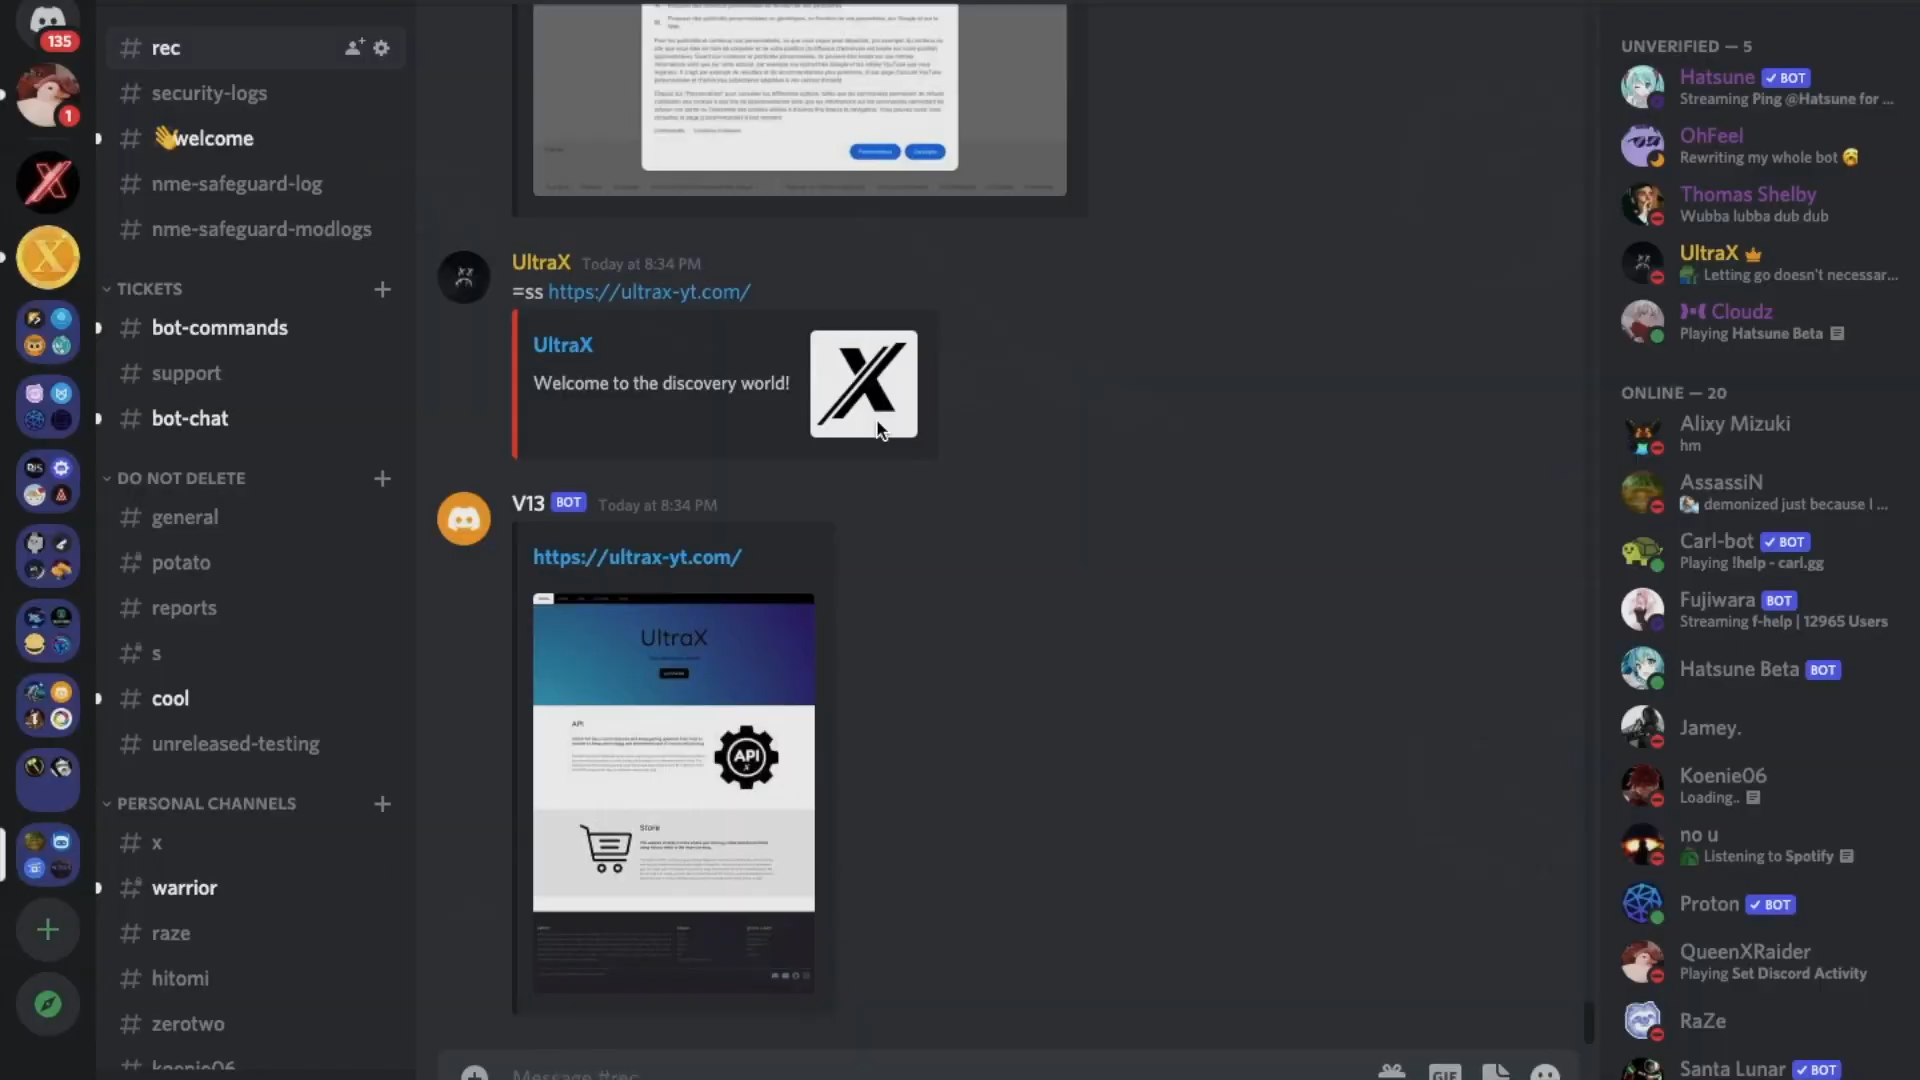 135
1
rec
security-logs
welcome
nme-safeguard-log
nme-safeguard-modlogs
TICKETS
bot-commands
support
bot-chat
DO NOT DELETE
general
potato
reports
s
cool
unreleased-testing
PERSONAL CHANNELS
x
warrior
raze
hitomi
zerotwo
koenie06
UltraX Today at 8:34 PM
=ss https://ultrax-yt.com/
UltraX
Welcome to the discovery world!
V13 BOT Today at 8:34 PM
https://ultrax-yt.com/
UltraX
API
API
X
Store
Message #rec
GIF
UNVERIFIED — 5
Hatsune BOT
Streaming Ping @Hatsune for ...
OhFeel
Rewriting my whole bot
Thomas Shelby
Wubba lubba dub dub
UltraX
Letting go doesn't necessar...
Cloudz
Playing Hatsune Beta
ONLINE — 20
Alixy Mizuki
hm
AssassiN
demonized just because I ...
Carl-bot BOT
Playing !help - carl.gg
Fujiwara BOT
Streaming f-help | 12965 Users
Hatsune Beta BOT
Jamey.
Koenie06
Loading..
no u
Listening to Spotify
Proton BOT
QueenXRaider
Playing Set Discord Activity
RaZe
Santa Lunar BOT